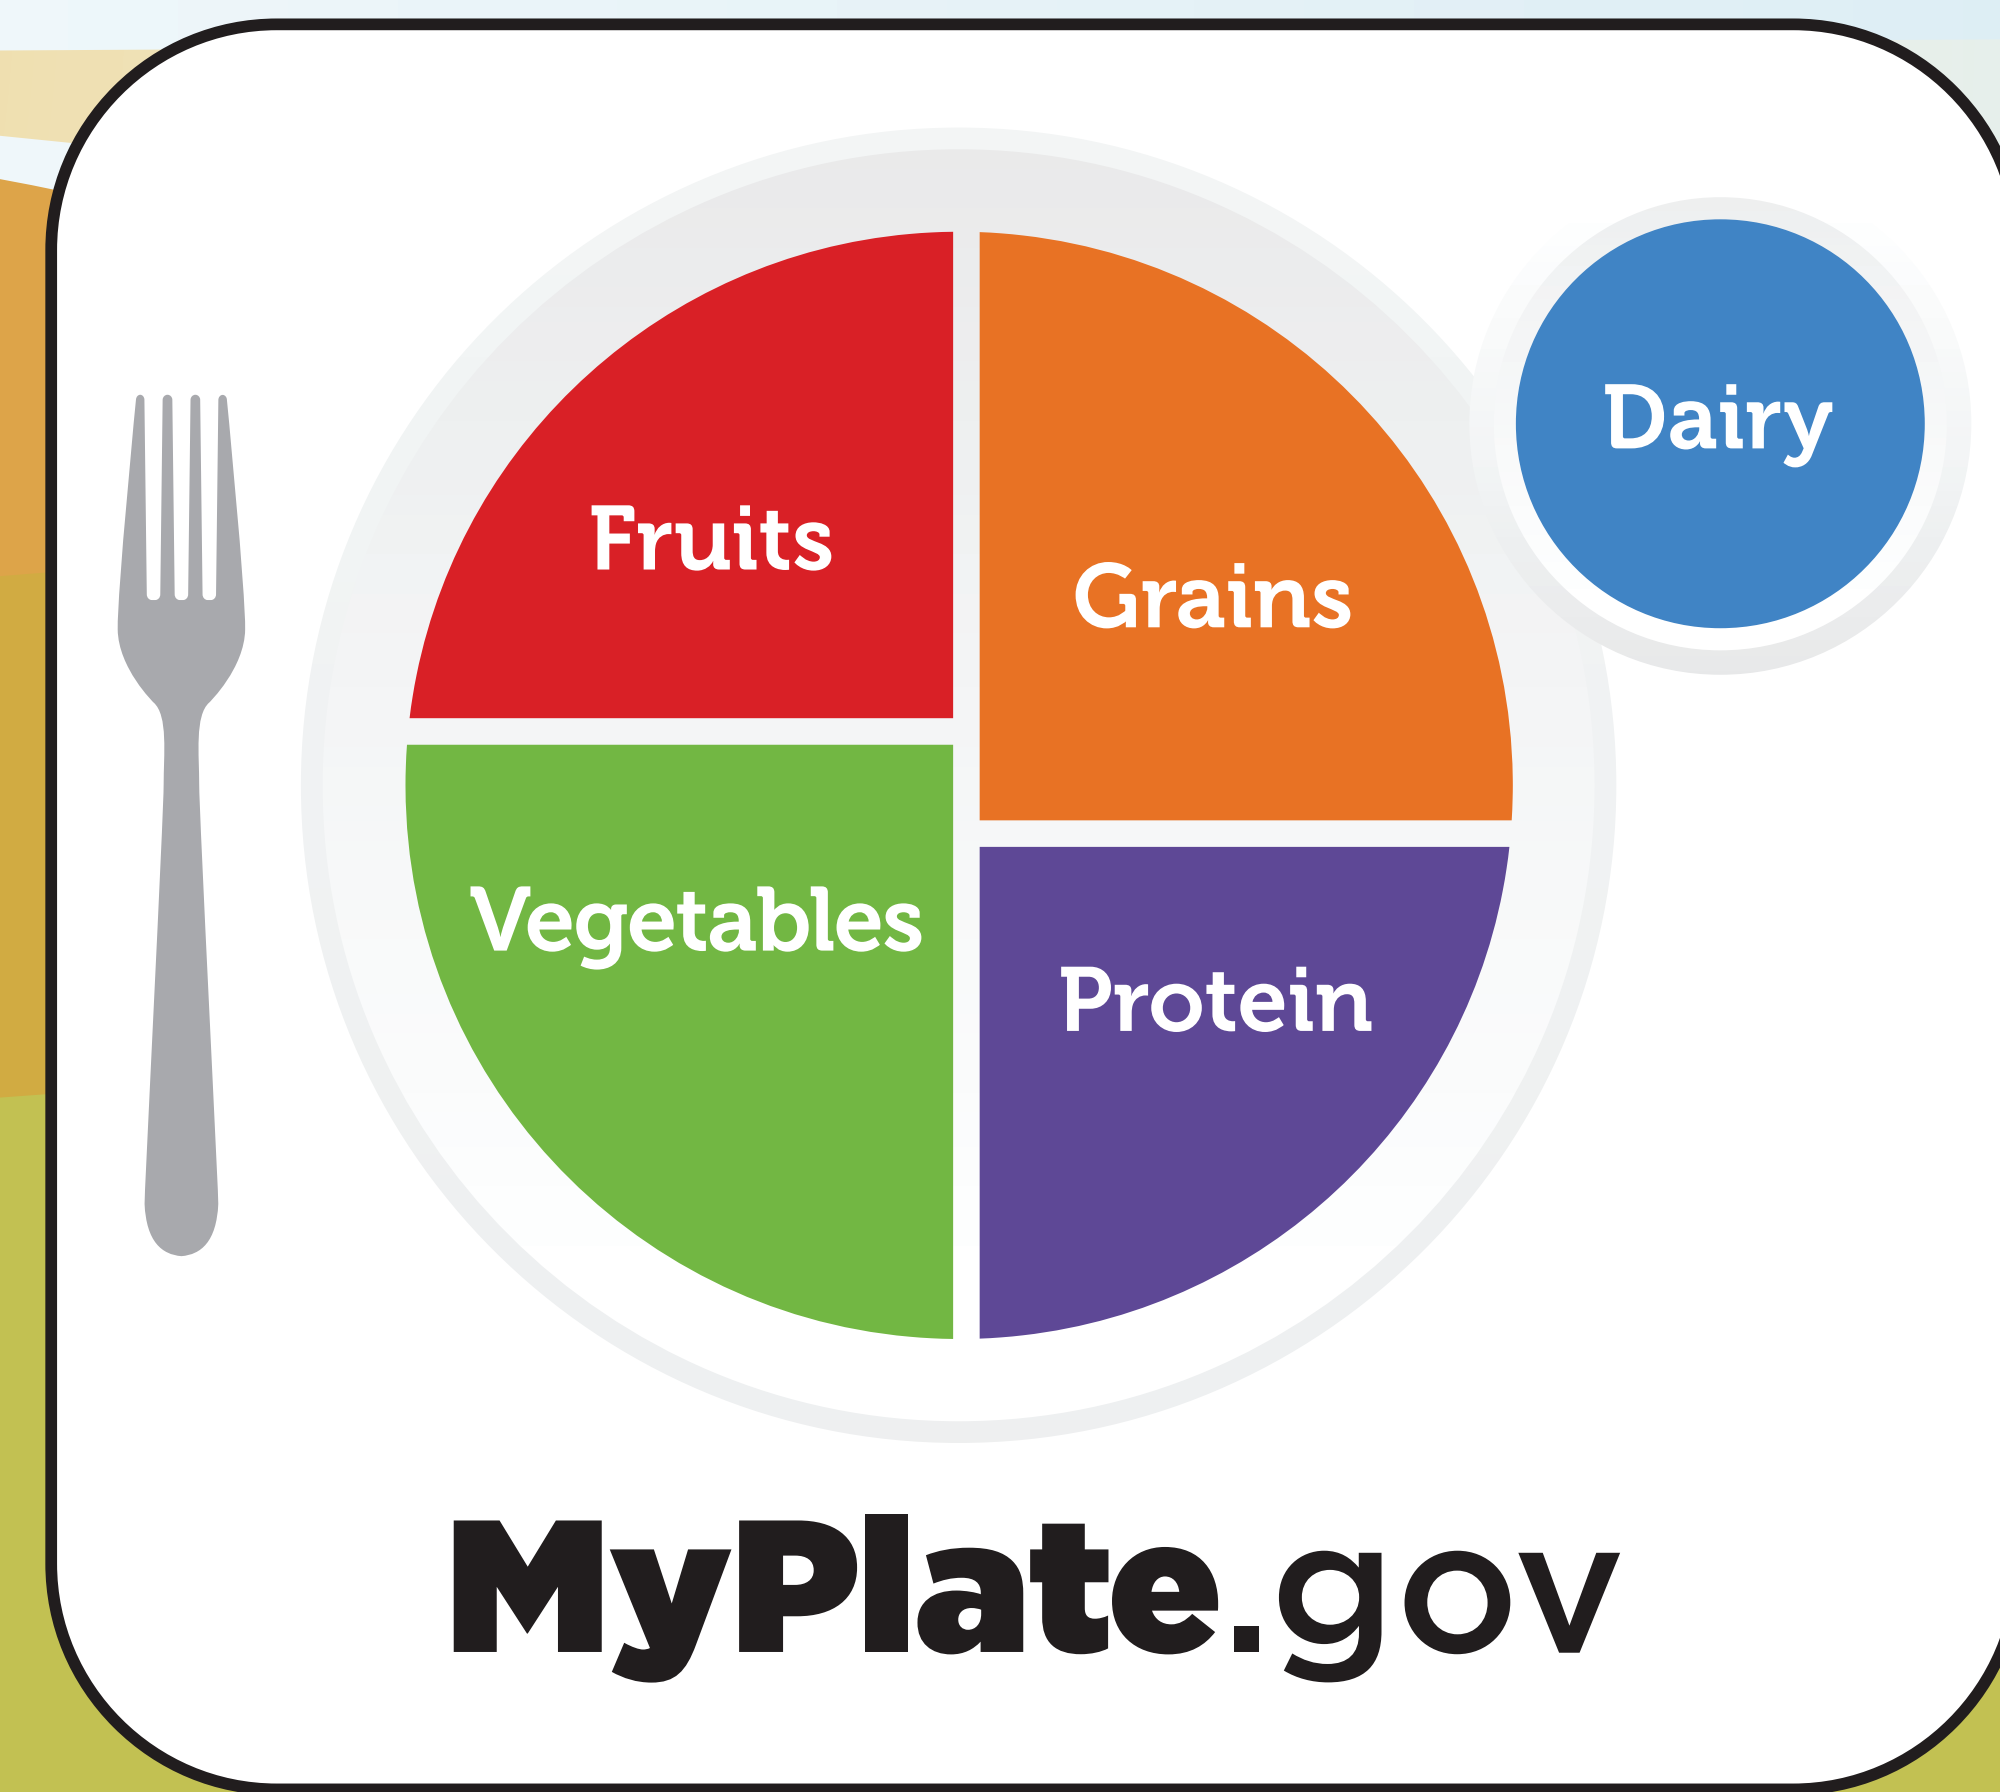 Fruits
Grains
Dairy
Vegetables
Protein
MyPlate.gov